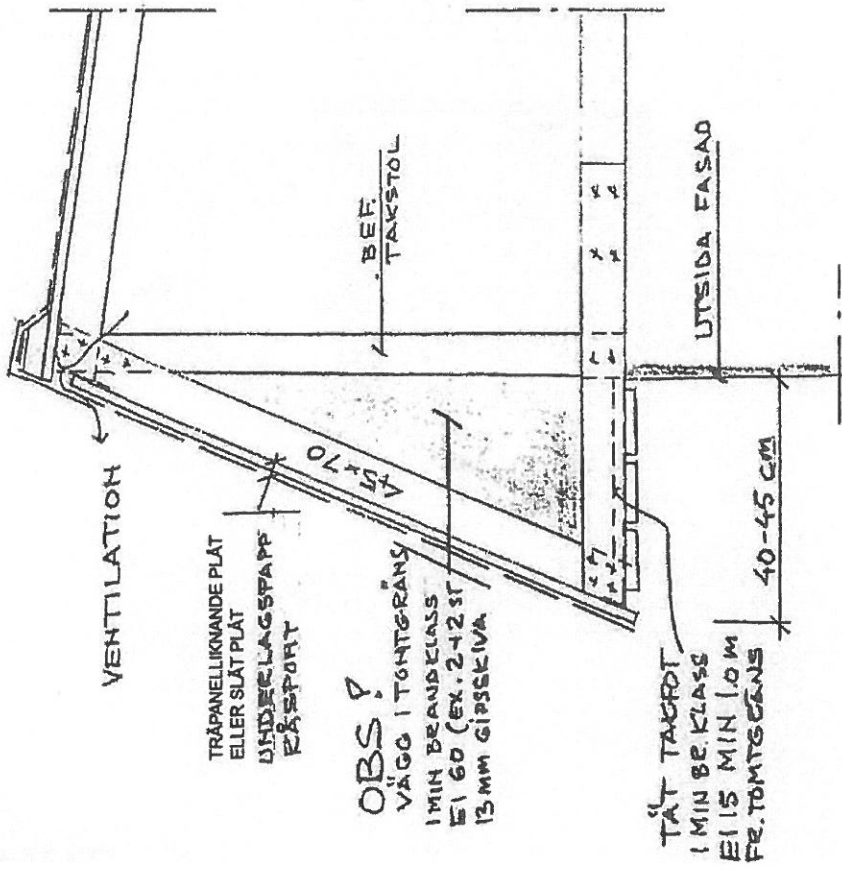 VENTILATION
TRÄPANELLIKNANDE PLÅT
ELLER SLÄT PLÅT
UNDERLAGSPAPP
RÅSPONT
45 x 70
OBS!
VÄGG I TOMTGRÄNS
I MIN BRANDKLASS
EI 60 (EX. 2+2 ST
13 MM GIPSSKIVA
TÄT TAKFOT
I MIN BR. KLASS
EI 15 MIN 1.0 M
FR. TOMTGRÄNS
BEF.
TAKSTOL
UTSIDA FASAD
40-45 cm